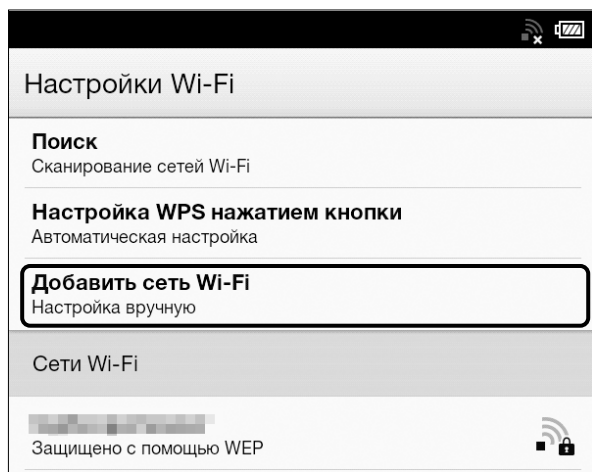 Настройки Wi-Fi
Поиск
Сканирование сетей Wi-Fi
Настройка WPS нажатием кнопки
Автоматическая настройка
Добавить сеть Wi-Fi
Настройка вручную
Сети Wi-Fi
Защищено с помощью WEP